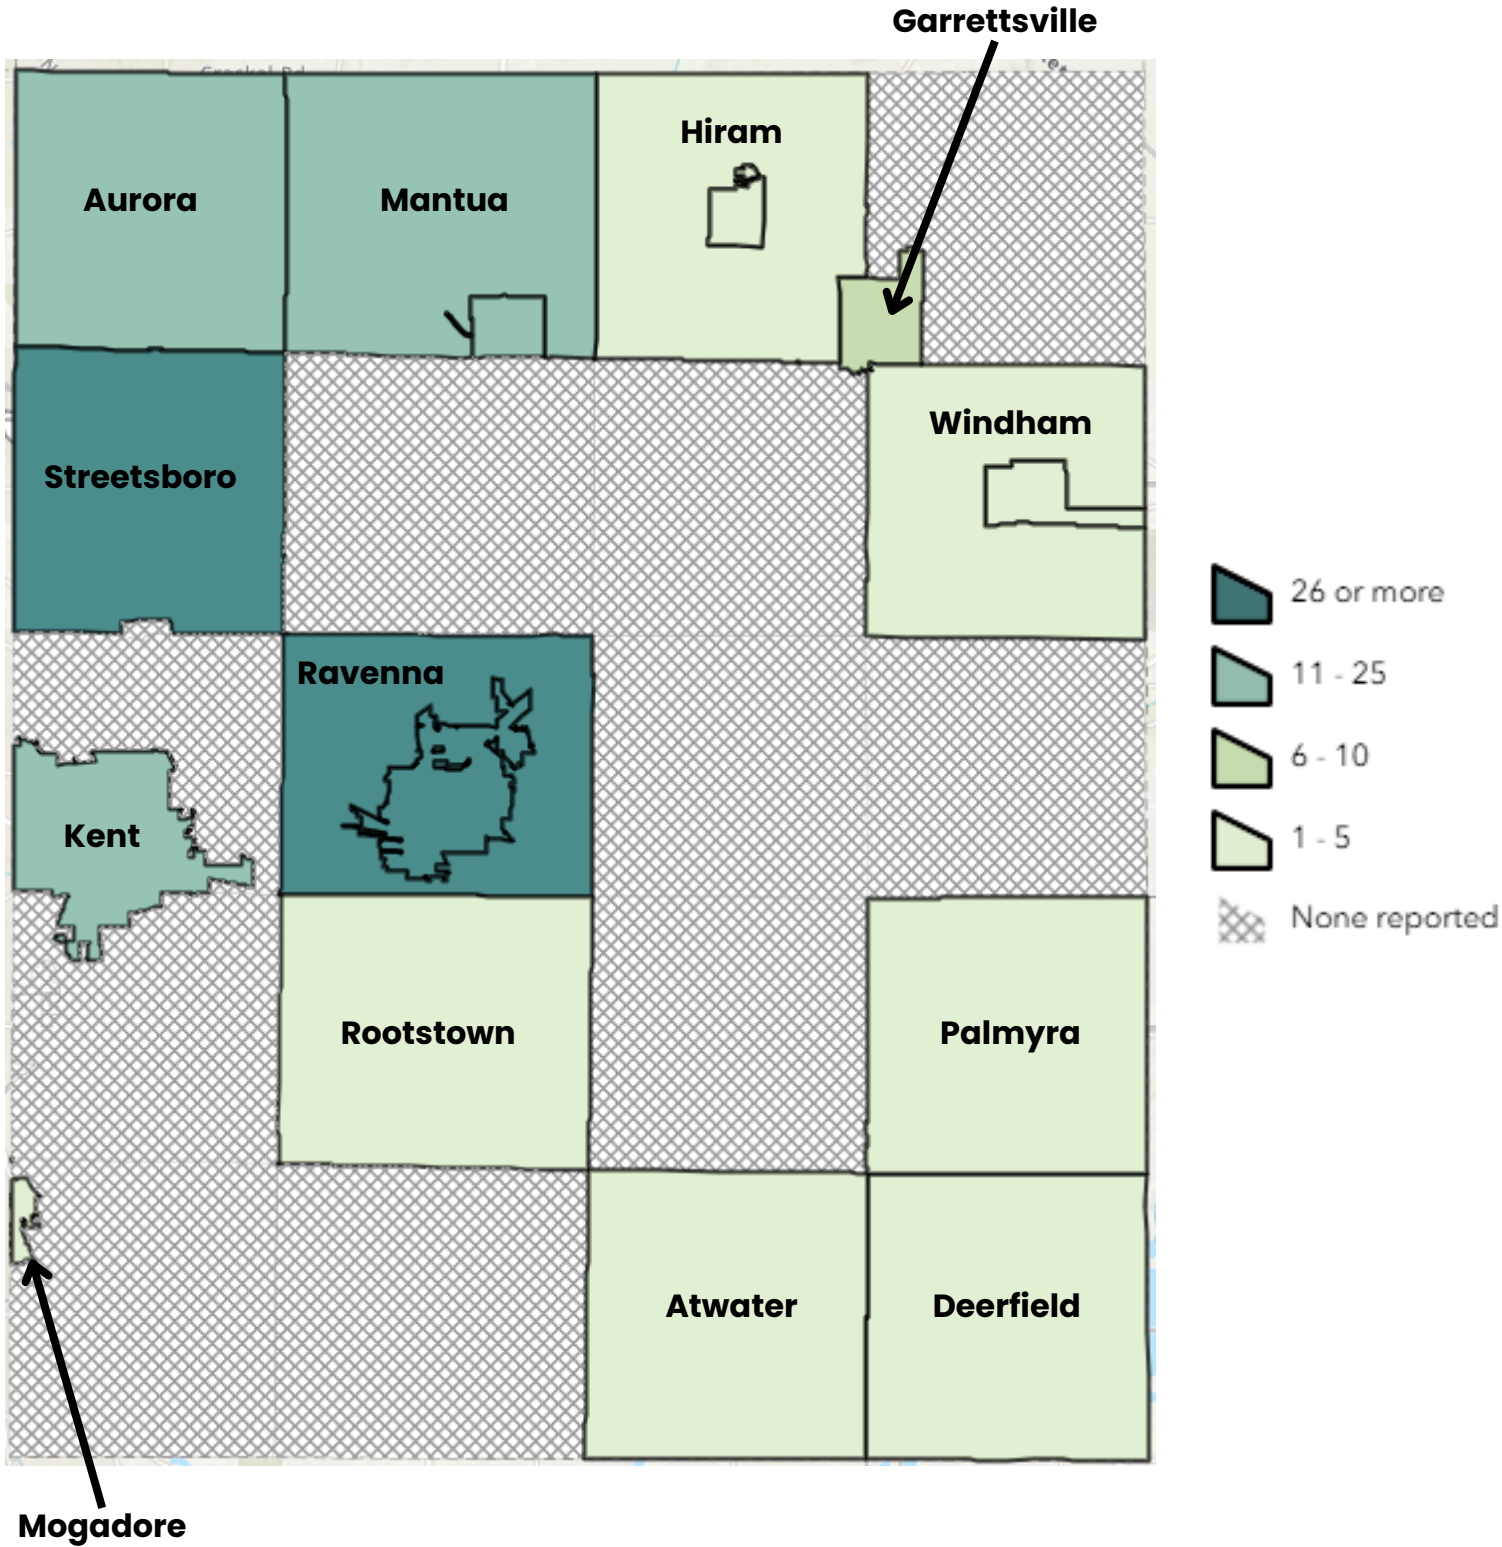 Garrettsville
Hiram
Aurora
Mantua
Windham
Streetsboro
26 or more
Ravenna
11 - 25
6 - 10
Kent
1 - 5
None reported
Rootstown
Palmyra
Atwater
Deerfield
Mogadore